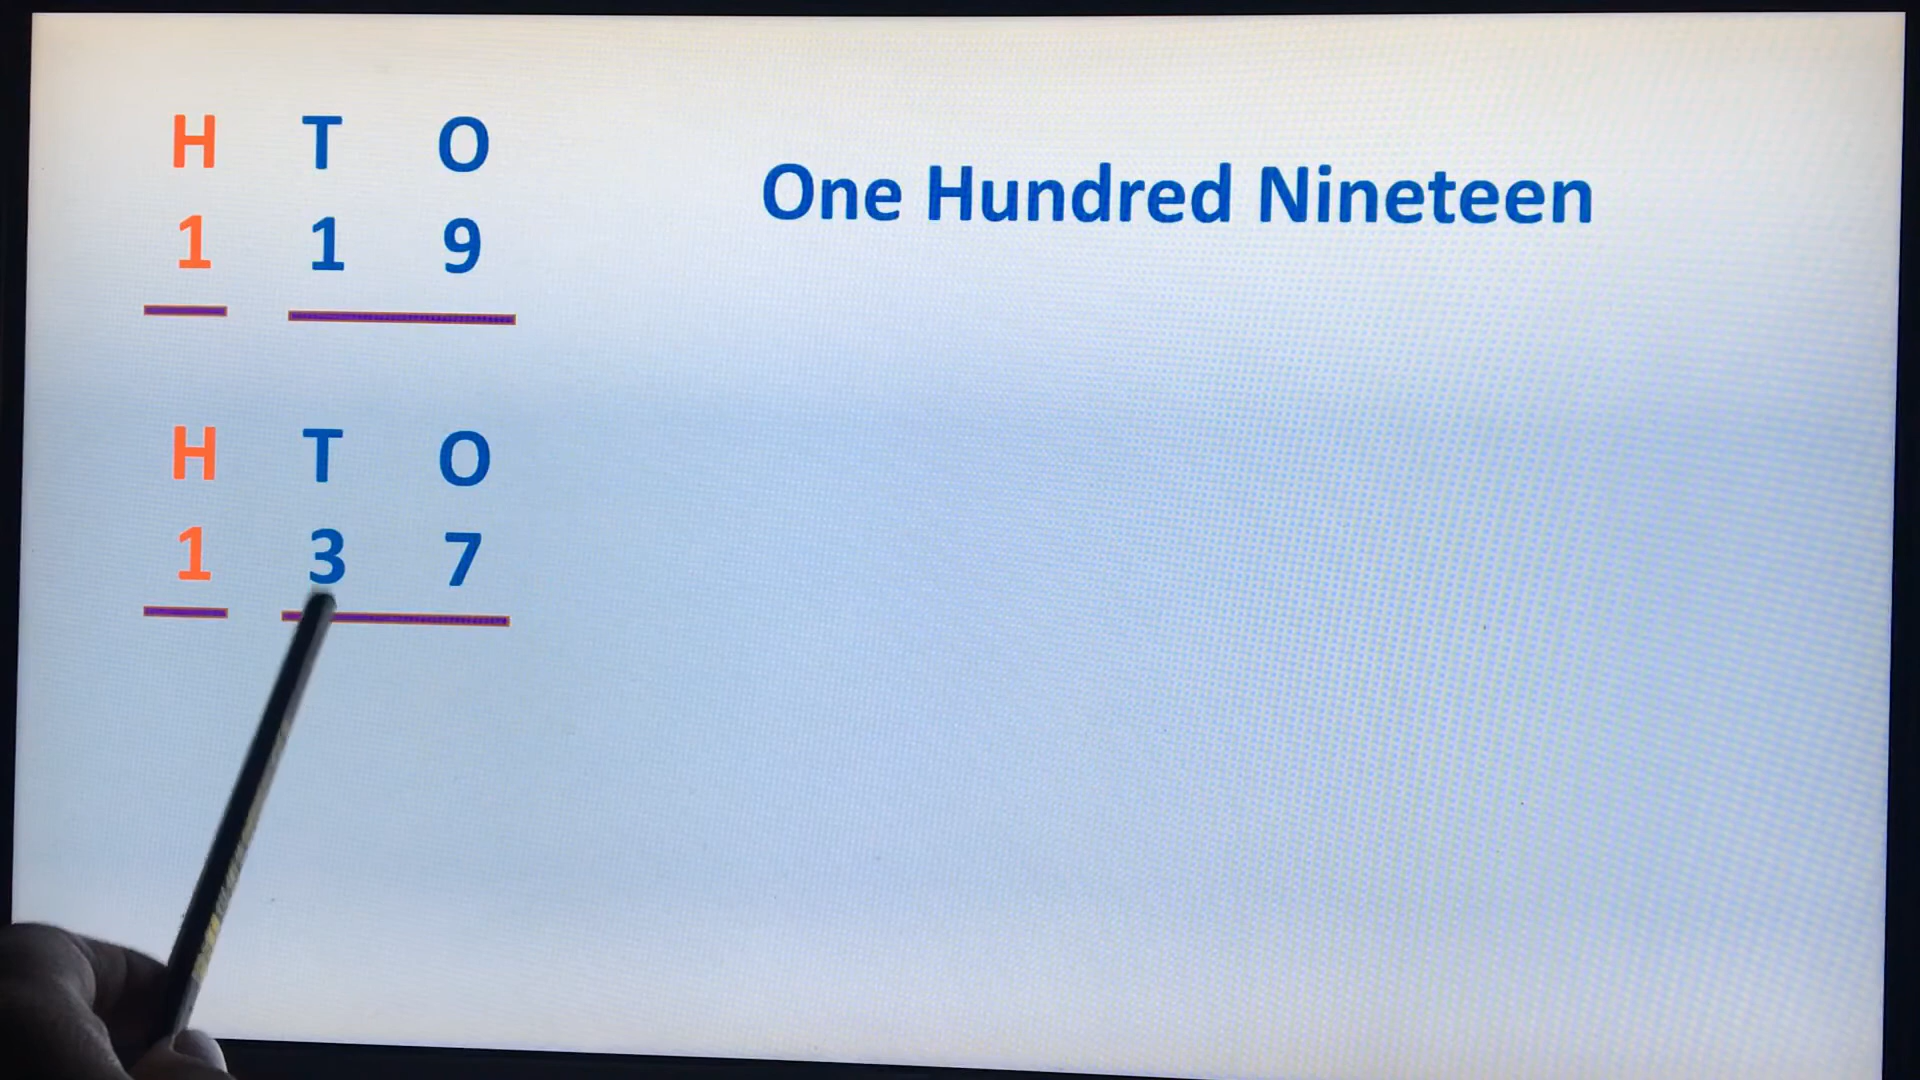 H T O
1 1 9
One Hundred Nineteen
H T O
1 3 7